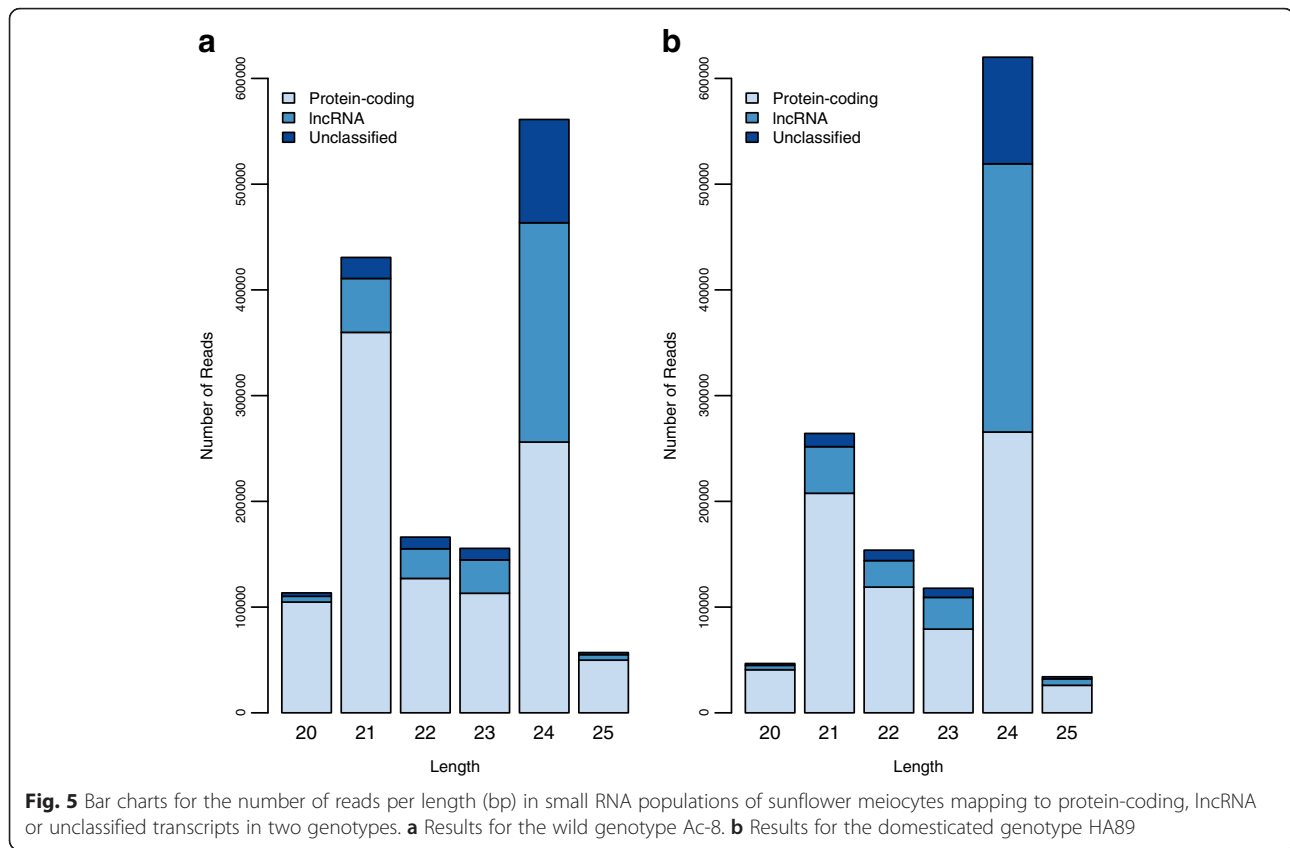 a
Number of Reads
600000
500000
400000
300000
200000
100000
0
Protein-coding
lncRNA
Unclassified
20 21 22 23 24 25
Length
b
Number of Reads
600000
500000
400000
300000
200000
100000
0
Protein-coding
lncRNA
Unclassified
20 21 22 23 24 25
Length
Fig. 5 Bar charts for the number of reads per length (bp) in small RNA populations of sunflower meiocytes mapping to protein-coding, lncRNA
or unclassified transcripts in two genotypes. a Results for the wild genotype Ac-8. b Results for the domesticated genotype HA89